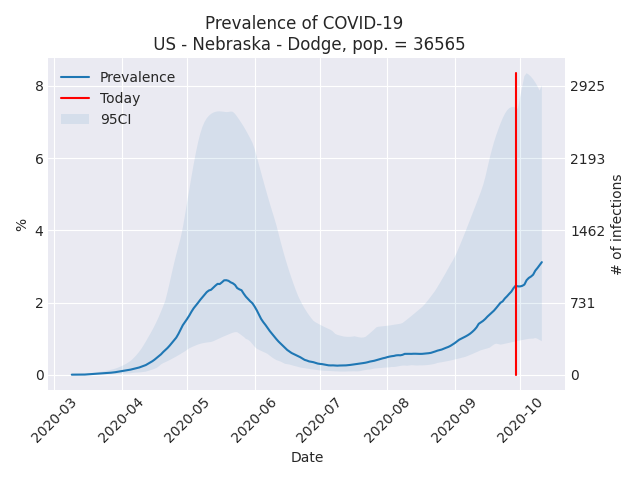 Prevalence of COVID-19
US - Nebraska - Dodge, pop. = 36565
Prevalence
Today
95CI
8
6
4
2
0
%
2925
2193
1462
731
0
# of infections
2020-03
2020-04
2020-05
2020-06
2020-07
2020-08
2020-09
2020-10
Date